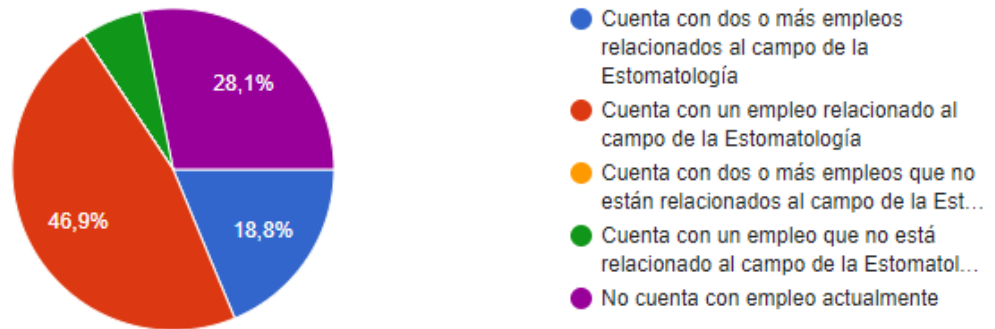 28,1%
46,9%
18,8%
Cuenta con dos o más empleos
relacionados al campo de la
Estomatología
Cuenta con un empleo relacionado al
campo de la Estomatología
Cuenta con dos o más empleos que no
están relacionados al campo de la Est…
Cuenta con un empleo que no está
relacionado al campo de la Estomatol…
No cuenta con empleo actualmente